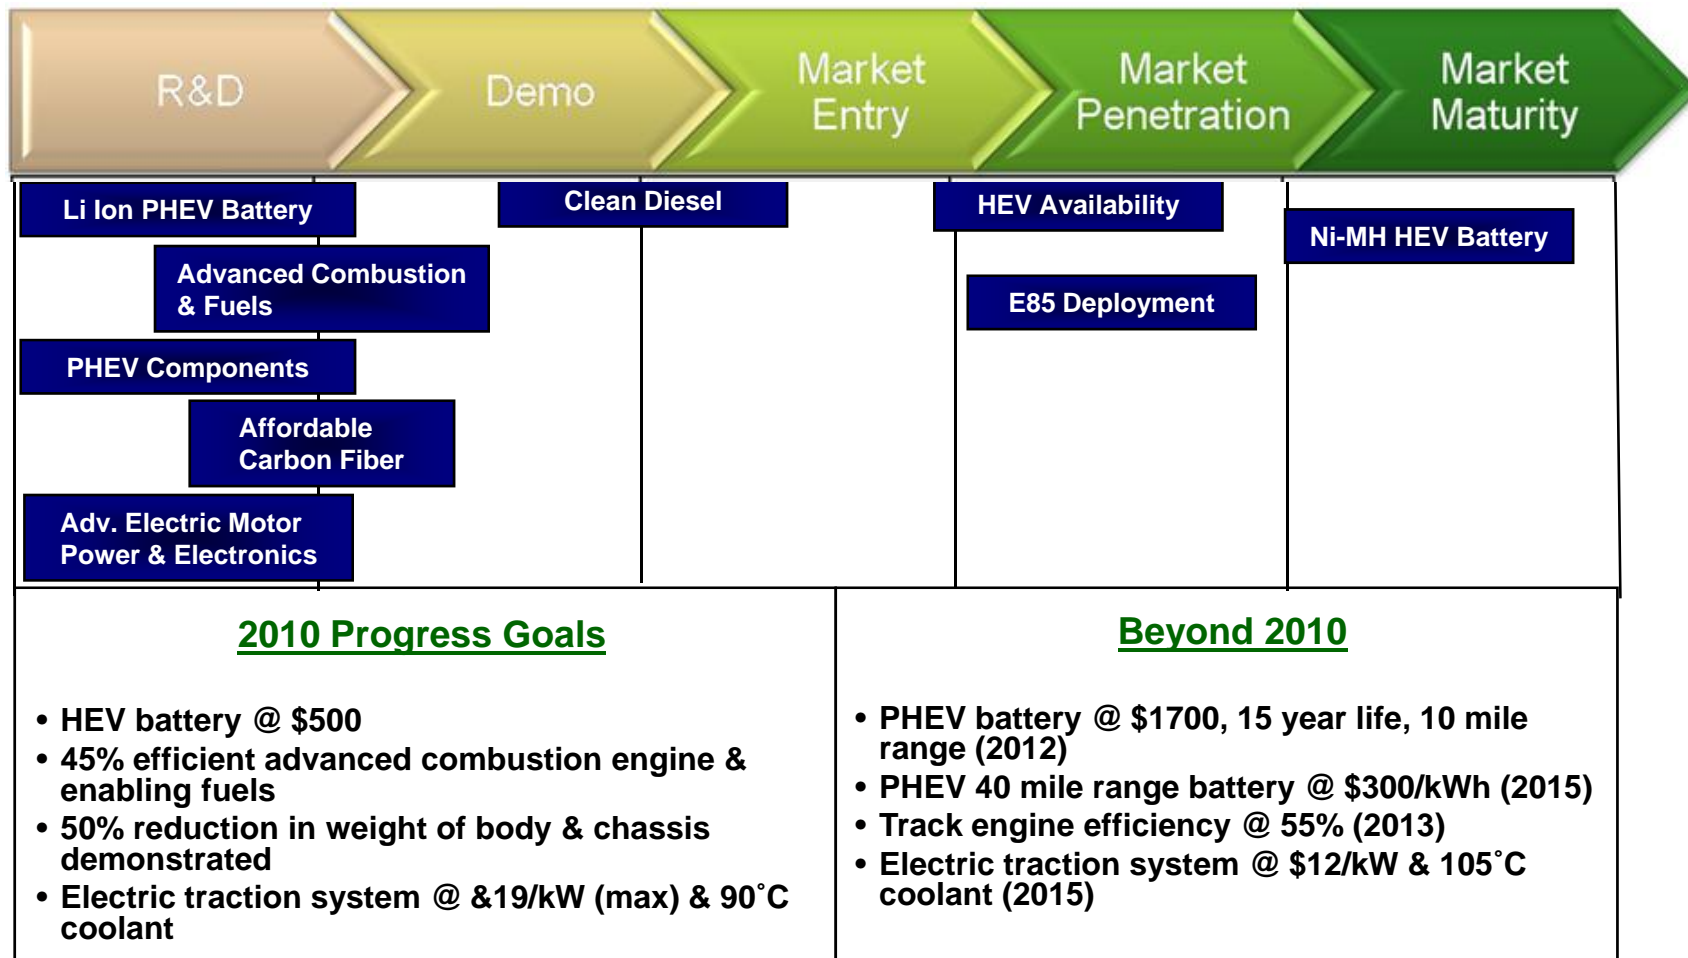 R&D
Demo
Market
Entry
Market
Penetration
Market
Maturity
Li Ion PHEV Battery
Clean Diesel
HEV Availability
Ni-MH HEV Battery
Advanced Combustion
& Fuels
E85 Deployment
PHEV Components
Affordable
Carbon Fiber
Adv. Electric Motor
Power & Electronics
2010 Progress Goals
• HEV battery @ $500
• 45% efficient advanced combustion engine &
enabling fuels
• 50% reduction in weight of body & chassis
demonstrated
• Electric traction system @ &19/kW (max) & 90˚C
coolant
Beyond 2010
• PHEV battery @ $1700, 15 year life, 10 mile
range (2012)
• PHEV 40 mile range battery @ $300/kWh (2015)
• Track engine efficiency @ 55% (2013)
• Electric traction system @ $12/kW & 105˚C
coolant (2015)